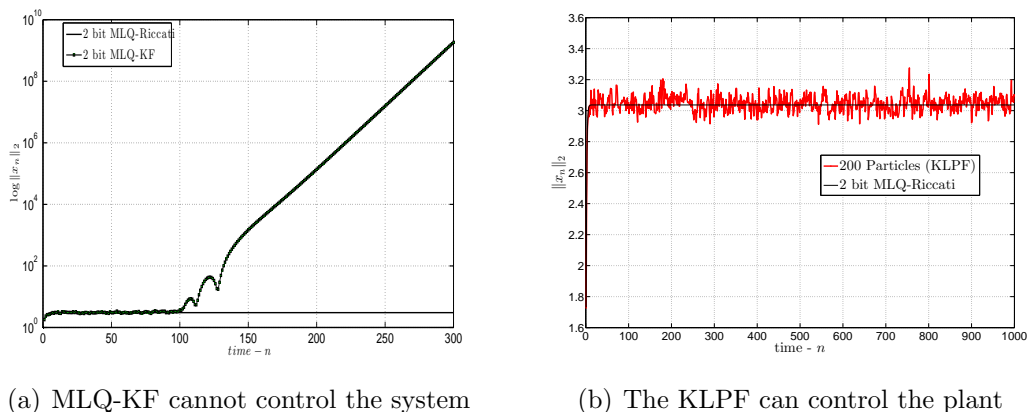 10^10
10^8
10^6
10^4
10^2
10^0
log ||x_n||_2
2 bit MLQ-Riccati
2 bit MLQ-KF
0 50 100 150 200 250 300
time − n
(a) MLQ-KF cannot control the system
3.6
3.4
3.2
3.0
2.8
2.6
2.4
2.2
2
1.8
1.6
||x_n||_2
200 Particles (KLPF)
2 bit MLQ-Riccati
0 100 200 300 400 500 600 700 800 900 1000
time - n
(b) The KLPF can control the plant